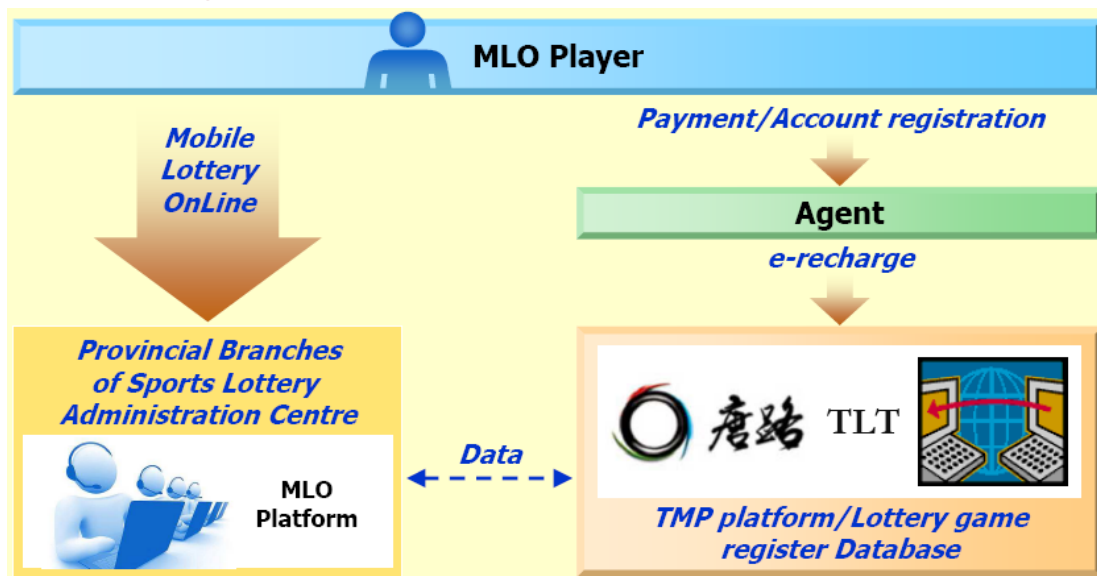 MLO Player
Mobile
Lottery
OnLine
Payment/Account registration
Agent
e-recharge
Provincial Branches
of Sports Lottery
Administration Centre
MLO
Platform
Data
唐路 TLT
TMP platform/Lottery game
register Database